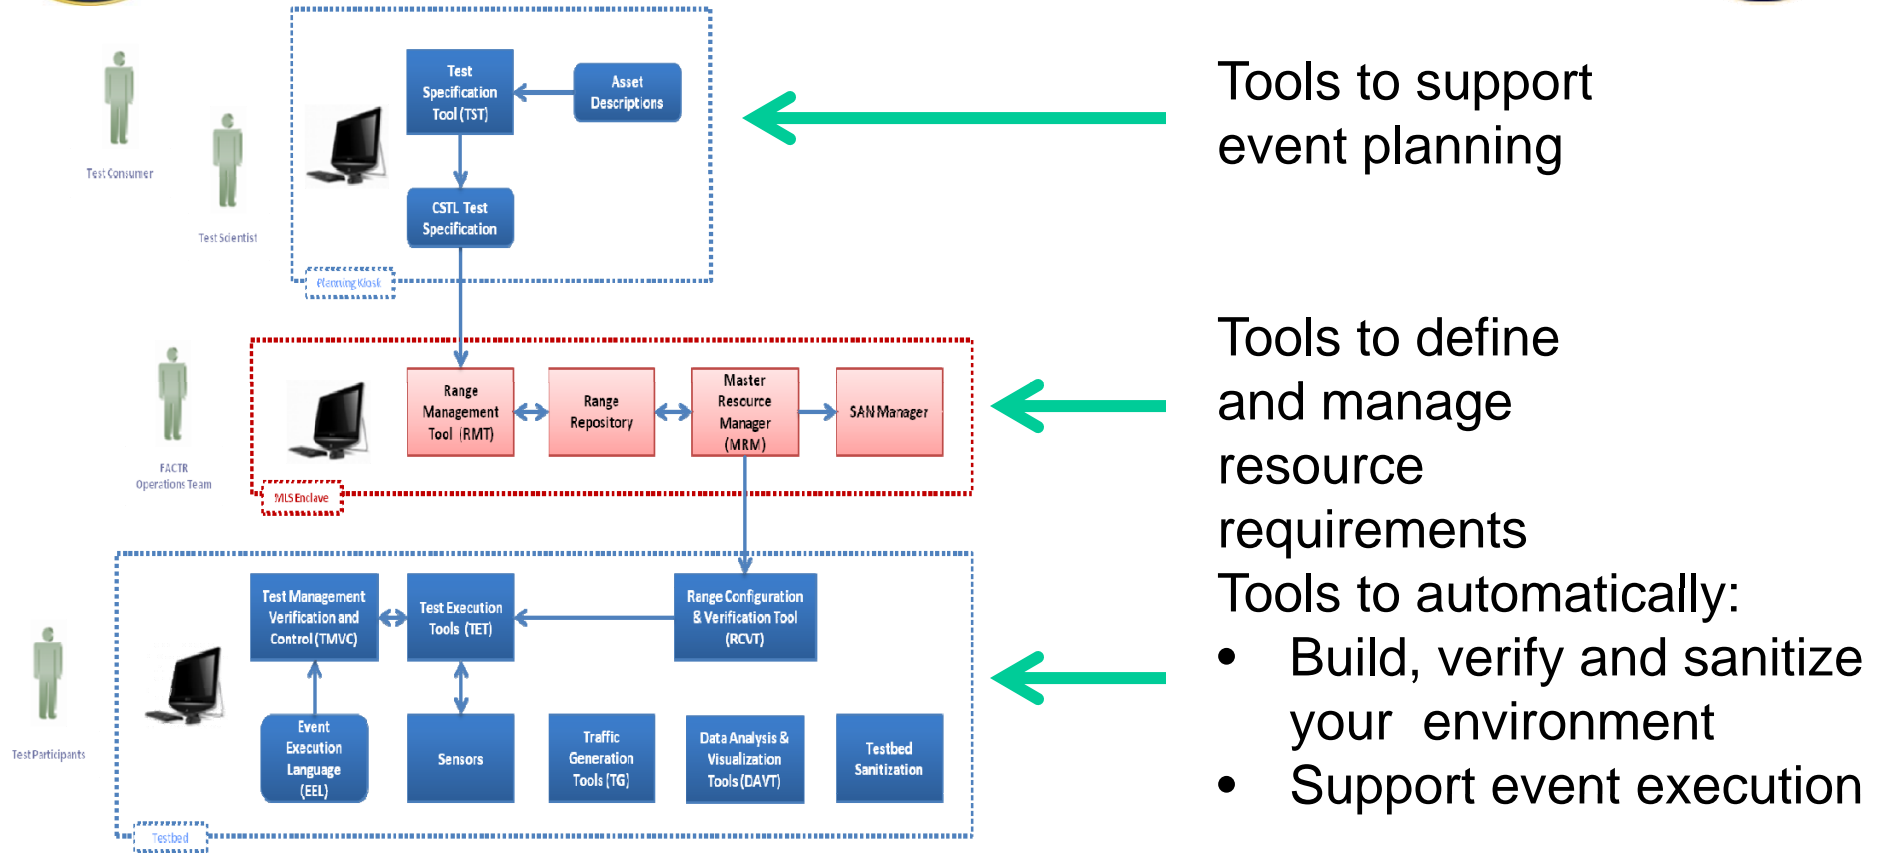 Test
Specification
Tool (TST)
Asset
Descriptions
CSTL Test
Specification
Planning Kiosk
Test Consumer
Test Scientist
Tools to support
event planning
Range
Management
Tool (RMT)
Range
Repository
Master
Resource
Manager
(MRM)
SAN Manager
FACTR
Operations Team
MLS Enclave
Tools to define
and manage
resource
requirements
Test Management
Verification and
Control (TMVC)
Test Execution
Tools (TET)
Range Configuration
& Verification Tool
(RCVT)
Event
Execution
Language
(EEL)
Sensors
Traffic
Generation
Tools (TG)
Data Analysis &
Visualization
Tools (DAVT)
Testbed
Sanitization
Test Participants
Testbed
Tools to automatically:
• Build, verify and sanitize
your environment
• Support event execution